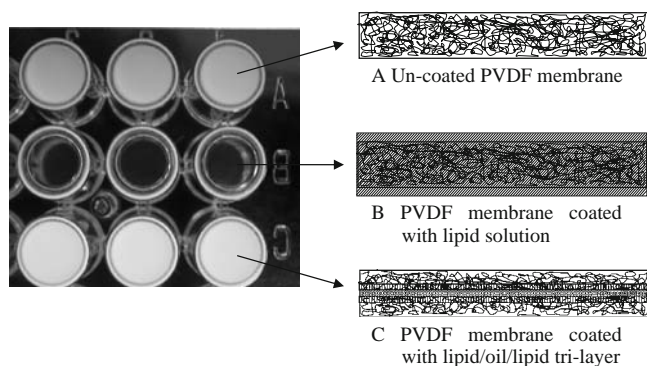 A
B
C
A Un-coated PVDF membrane
B PVDF membrane coated
with lipid solution
C PVDF membrane coated
with lipid/oil/lipid tri-layer